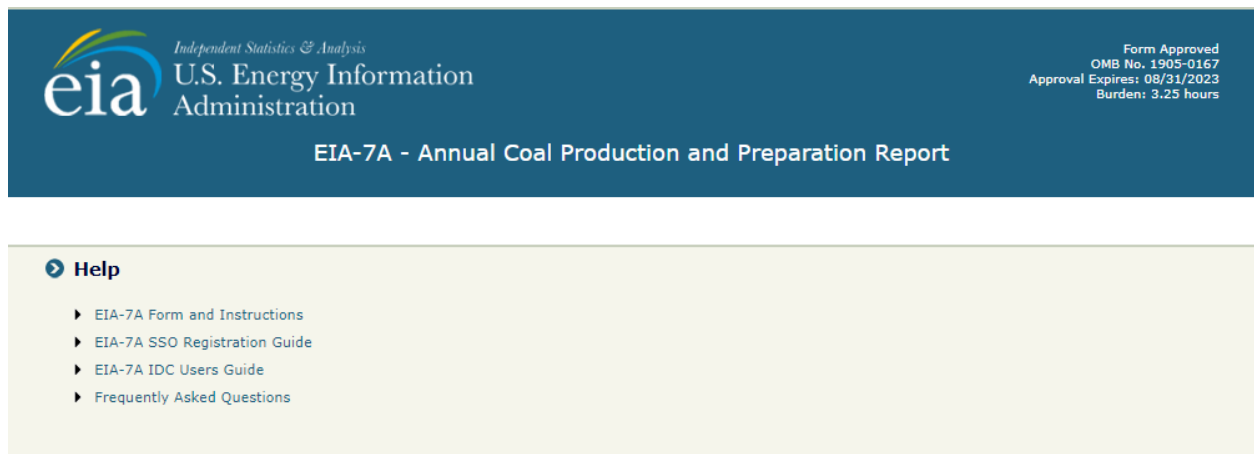 eia
Independent Statistics & Analysis
U.S. Energy Information
Administration
Form Approved
OMB No. 1905-0167
Approval Expires: 08/31/2023
Burden: 3.25 hours
EIA-7A - Annual Coal Production and Preparation Report
Help
EIA-7A Form and Instructions
EIA-7A SSO Registration Guide
EIA-7A IDC Users Guide
Frequently Asked Questions